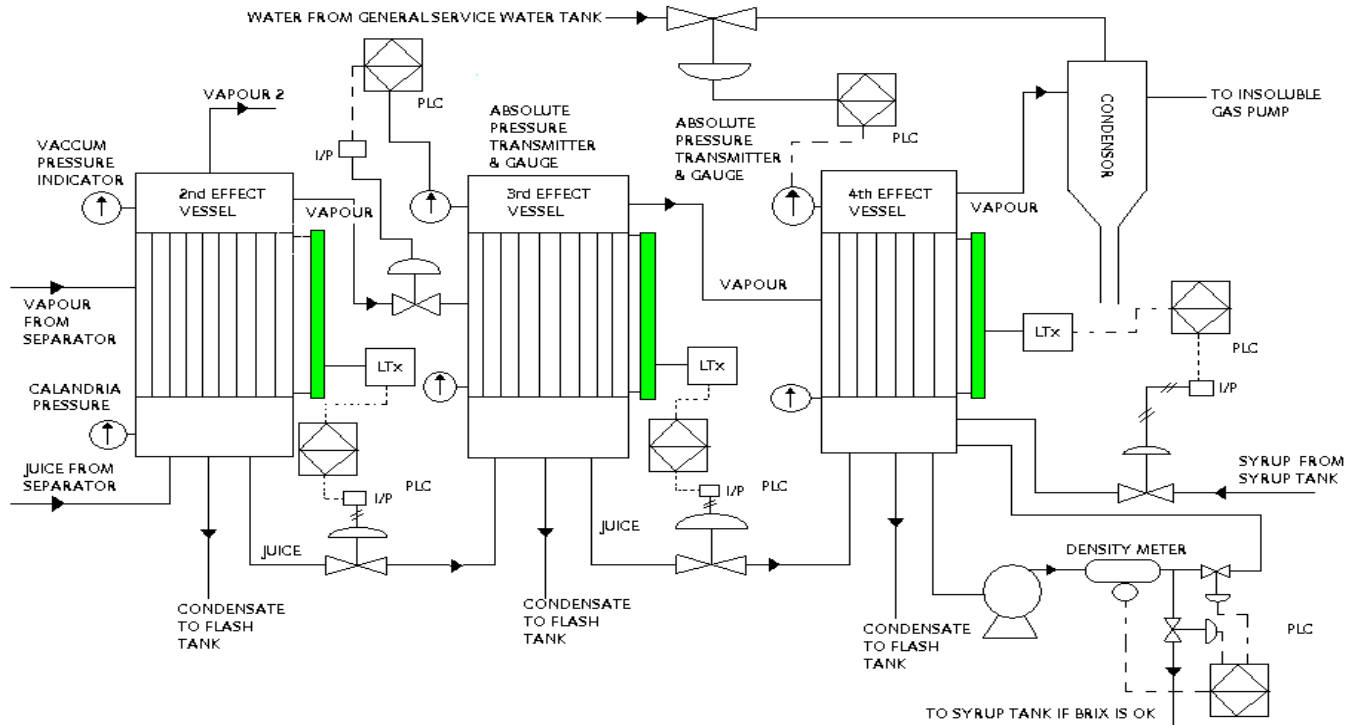 WATER FROM GENERAL SERVICE WATER TANK
VAPOUR 2
PLC
I/P
ABSOLUTE
PRESSURE
TRANSMITTER
& GAUGE
ABSOLUTE
PRESSURE
TRANSMITTER
& GAUGE
PLC
CONDENSOR
TO INSOLUBLE
GAS PUMP
VACCUM
PRESSURE
INDICATOR
2nd EFFECT
VESSEL
VAPOUR
3rd EFFECT
VESSEL
4th EFFECT
VESSEL
VAPOUR
VAPOUR
VAPOUR
FROM
SEPARATOR
LTx
LTx
LTx
PLC
I/P
CALANDRIA
PRESSURE
JUICE FROM
SEPARATOR
I/P
PLC
I/P
PLC
SYRUP FROM
SYRUP TANK
JUICE
JUICE
DENSITY METER
CONDENSATE
TO FLASH
TANK
CONDENSATE
TO FLASH
TANK
CONDENSATE
TO FLASH
TANK
PLC
TO SYRUP TANK IF BRIX IS OK